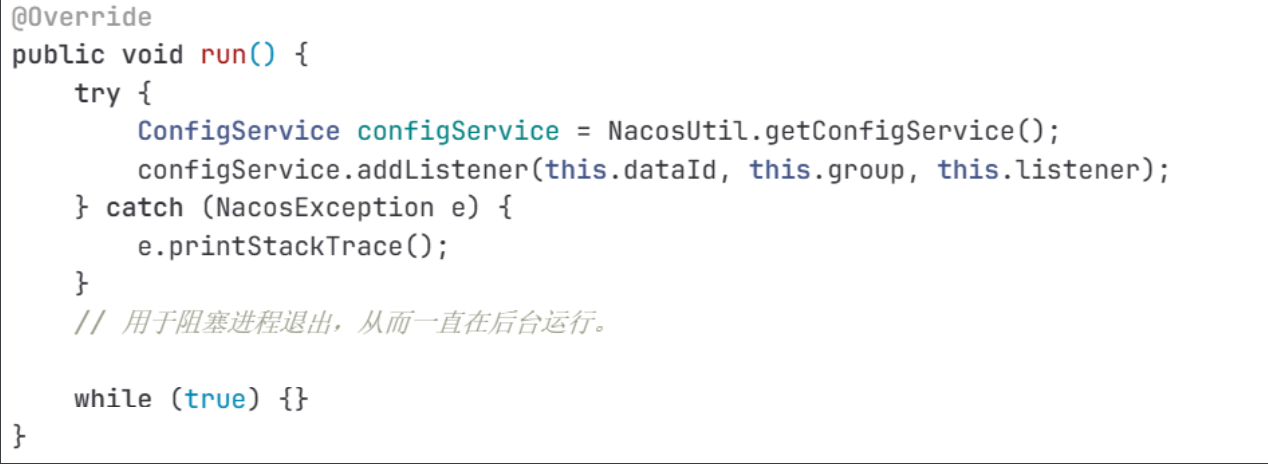 @Override
public void run() {
    try {
        ConfigService configService = NacosUtil.getConfigService();
        configService.addListener(this.dataId, this.group, this.listener);
    } catch (NacosException e) {
        e.printStackTrace();
    }
    // 用于阻塞进程退出，从而一直在后台运行。
    while (true) {}
}